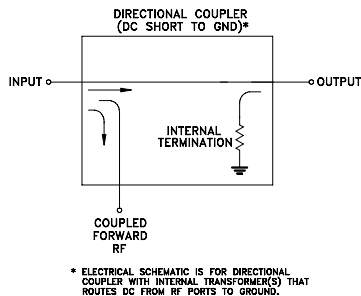 DIRECTIONAL COUPLER
(DC SHORT TO GND)*
INPUT
OUTPUT
INTERNAL
TERMINATION
COUPLED
FORWARD
RF
* ELECTRICAL SCHEMATIC IS FOR DIRECTIONAL
COUPLER WITH INTERNAL TRANSFORMER(S) THAT
ROUTES DC FROM RF PORTS TO GROUND.